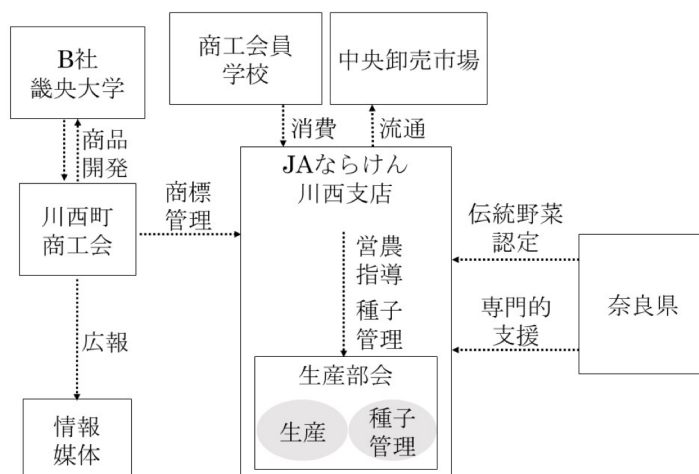 B社
畿央大学
商工会員
学校
中央卸売市場
商品
開発
消費
流通
JAならけん
川西支店
川西町
商工会
商標
管理
伝統野菜
認定
営農
指導
種子
管理
専門的
支援
奈良県
広報
生産部会
生産
種子
管理
情報
媒体